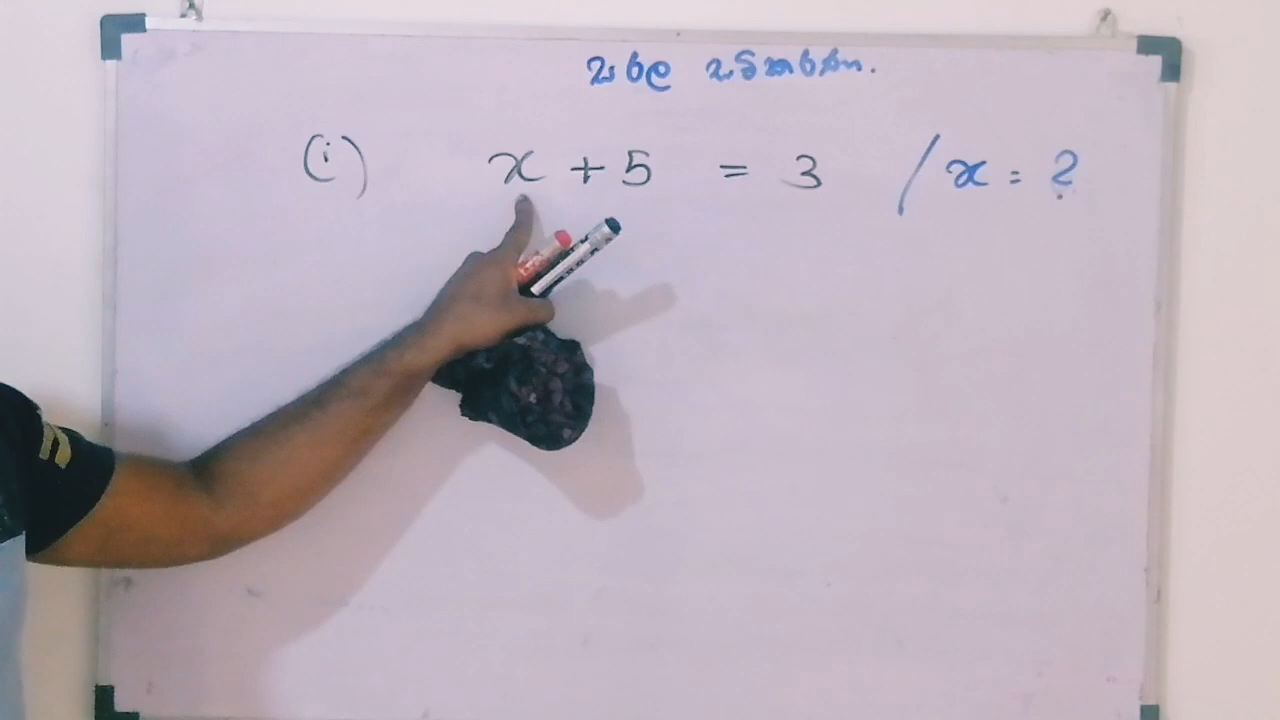 සරල සමීකරණ.
(i) x + 5 = 3 / x = ?